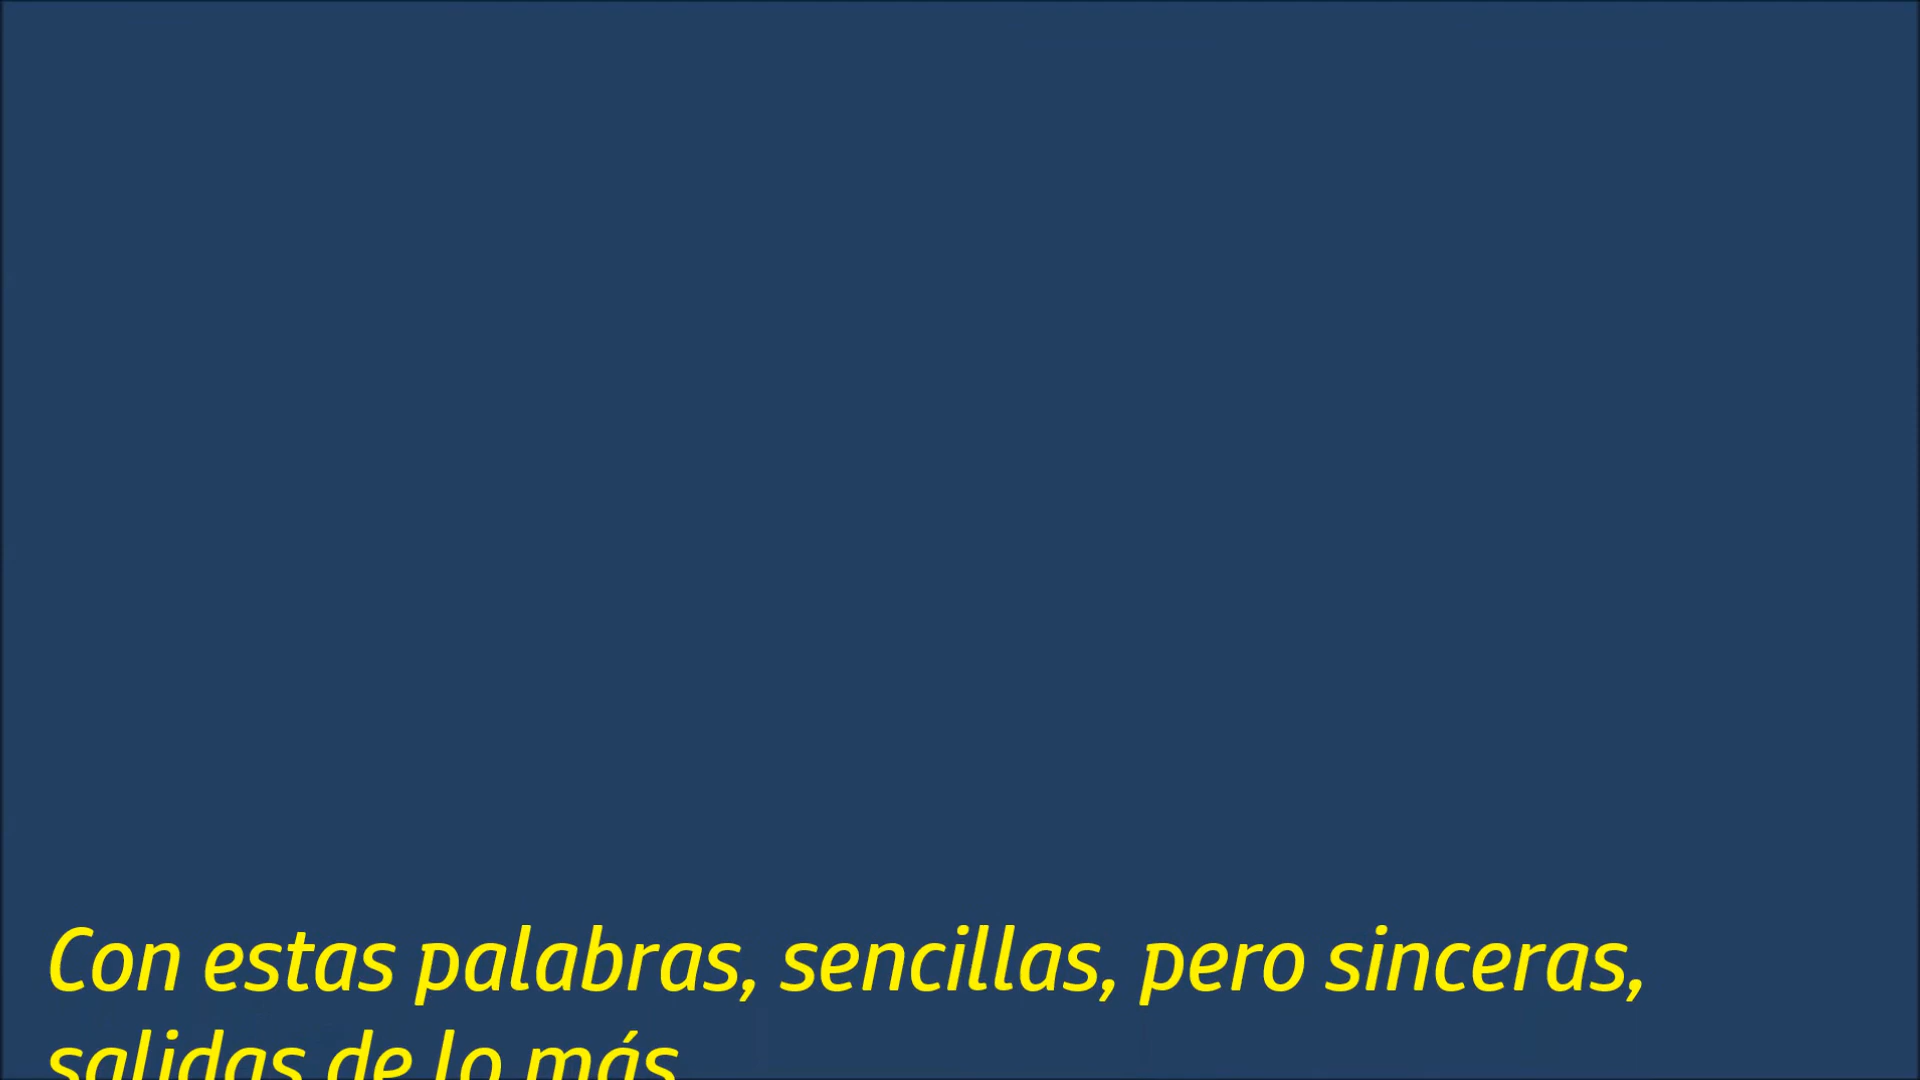 Con estas palabras, sencillas, pero sinceras,
salidas de lo más